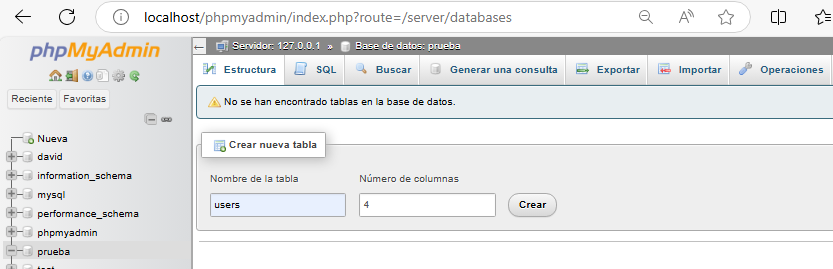 localhost/phpmyadmin/index.php?route=/server/databases
phpMyAdmin
Reciente Favoritas
Nueva
david
information_schema
mysql
performance_schema
phpmyadmin
prueba
Servidor: 127.0.0.1 » Base de datos: prueba
Estructura SQL Buscar Generar una consulta Exportar Importar Operaciones
No se han encontrado tablas en la base de datos.
Crear nueva tabla
Nombre de la tabla Número de columnas
users 4 Crear